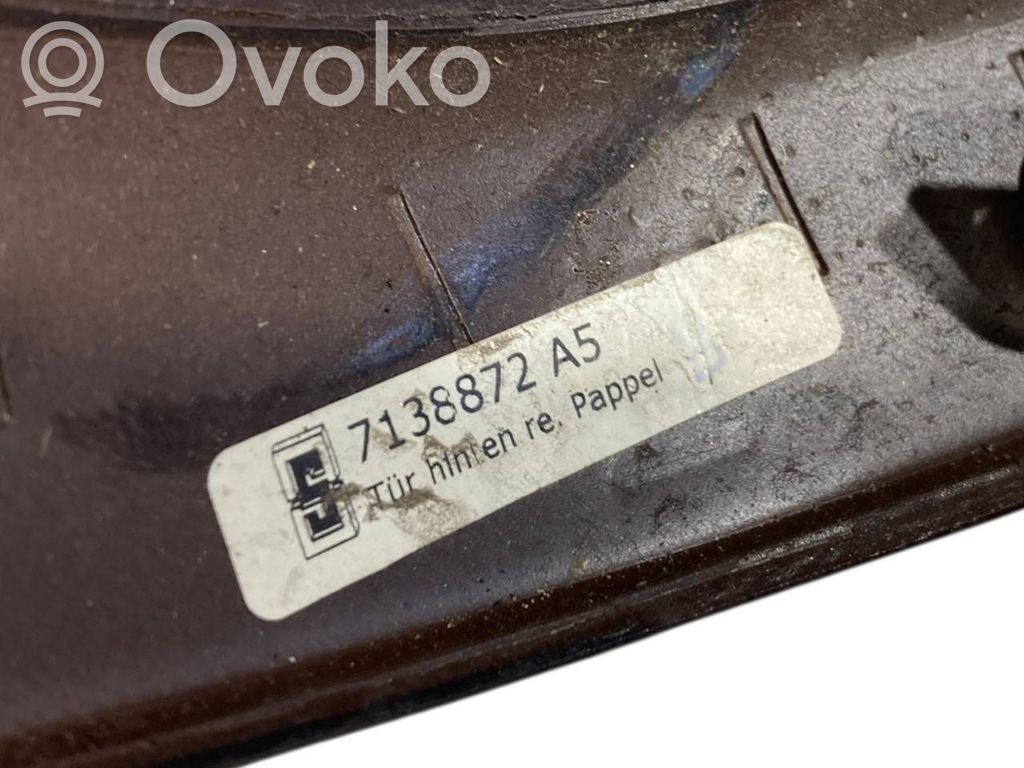 Ovoko
7138872 A5
Tür hinten re. Pappel